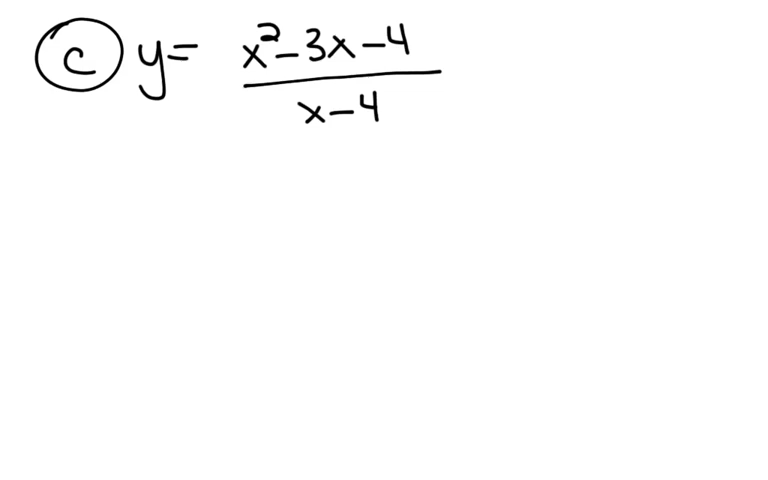 c y = x² - 3x - 4
x - 4